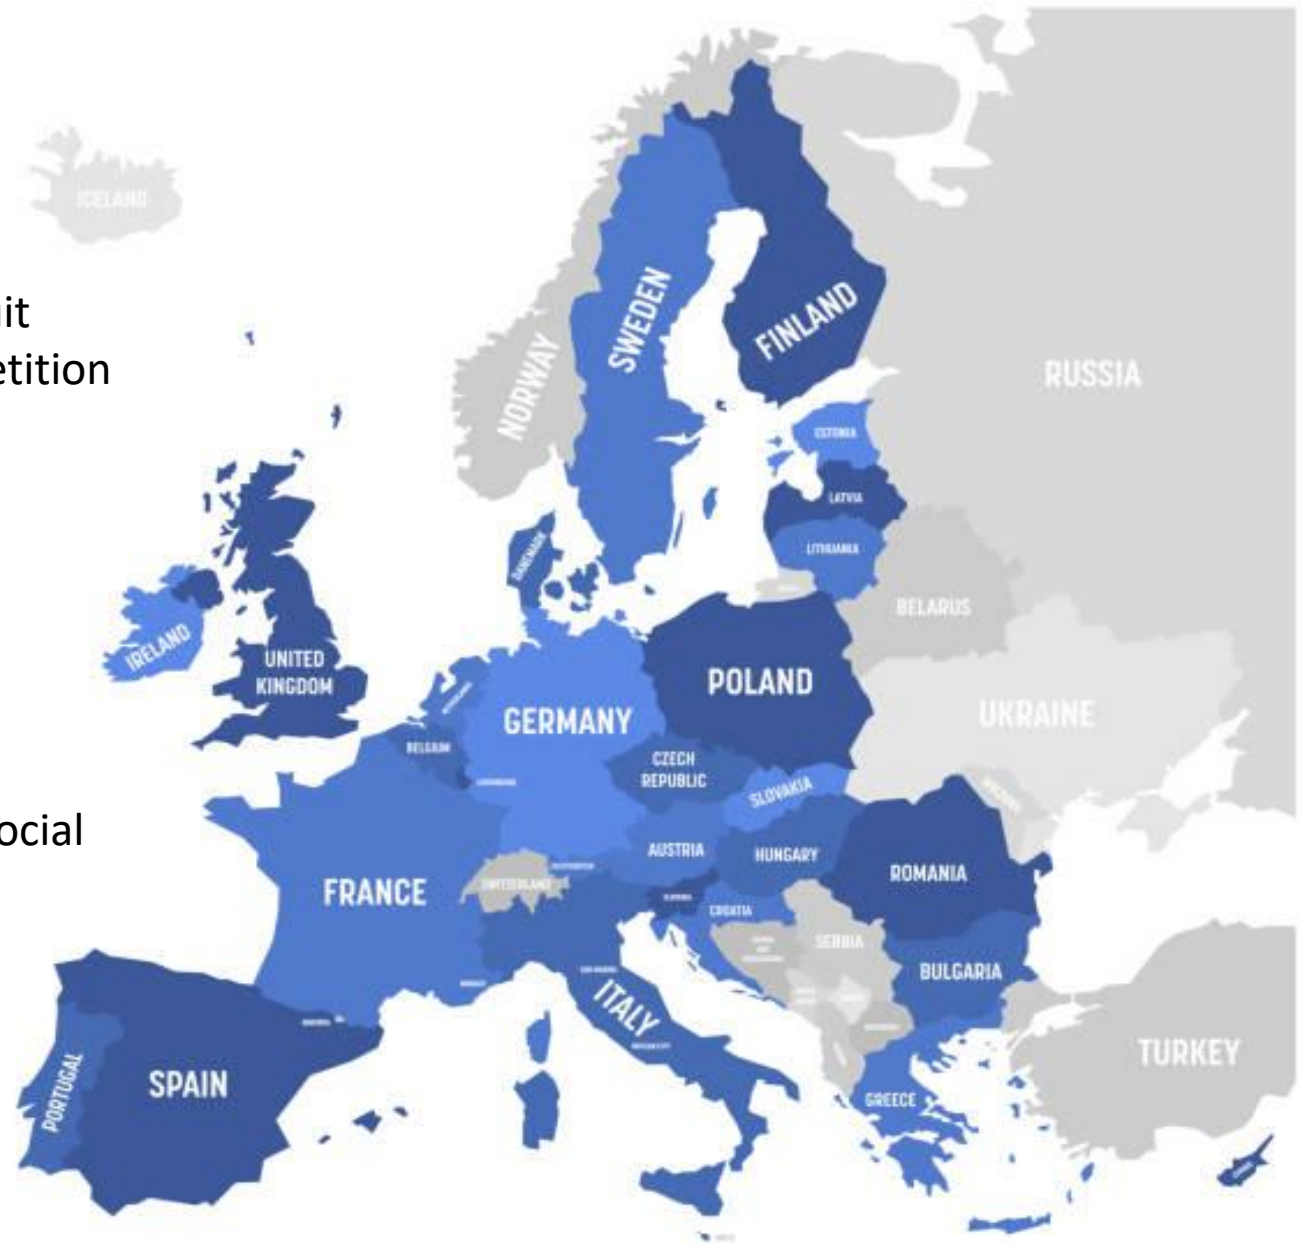 ICELAND
it
etition
SWEDEN
FINLAND
NORWAY
RUSSIA
ESTONIA
LATVIA
LITHUANIA
DENMARK
BELARUS
IRELAND
UNITED
KINGDOM
POLAND
GERMANY
UKRAINE
BELGIUM
CZECH
REPUBLIC
SLOVAKIA
ocial
AUSTRIA
HUNGARY
ROMANIA
FRANCE
SWITZERLAND
CROATIA
SERBIA
BULGARIA
ITALY
TURKEY
PORTUGAL
SPAIN
GREECE